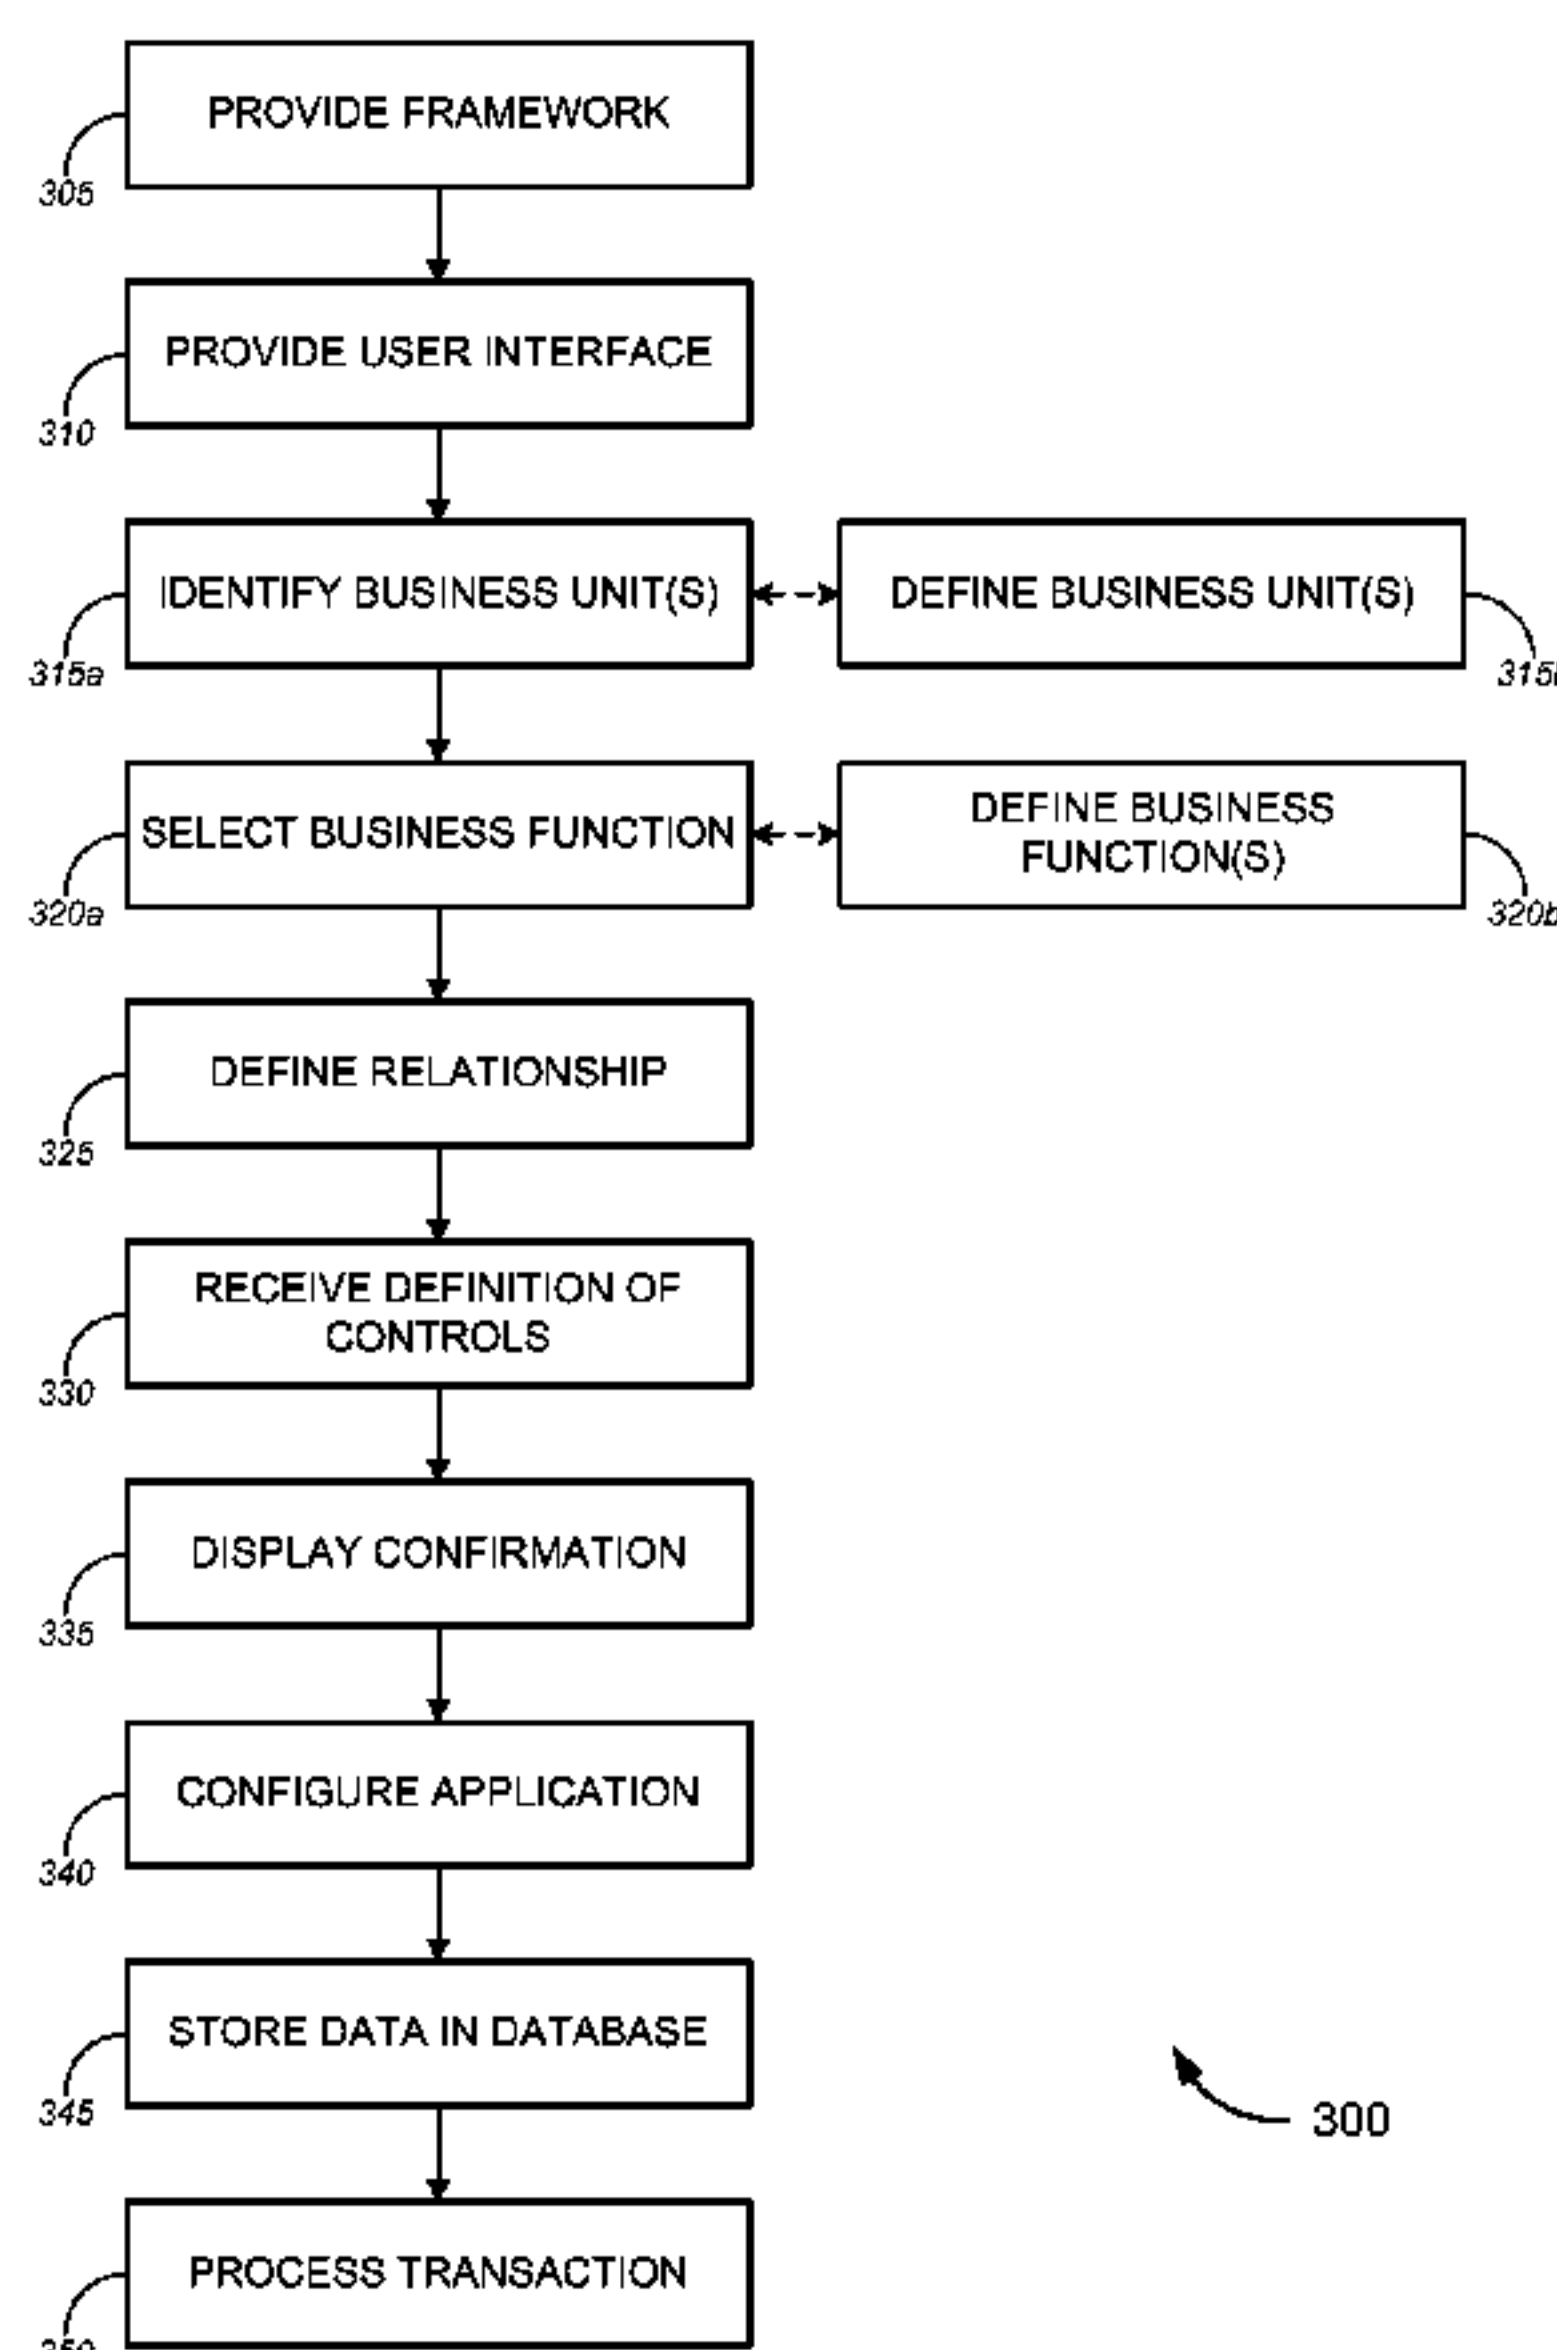 PROVIDE FRAMEWORK
305
PROVIDE USER INTERFACE
310
IDENTIFY BUSINESS UNIT(S)
315a
DEFINE BUSINESS UNIT(S)
SELECT BUSINESS FUNCTION
320a
DEFINE BUSINESS
FUNCTION(S)
320b
DEFINE RELATIONSHIP
325
RECEIVE DEFINITION OF
CONTROLS
330
DISPLAY CONFIRMATION
335
CONFIGURE APPLICATION
340
STORE DATA IN DATABASE
345
300
PROCESS TRANSACTION